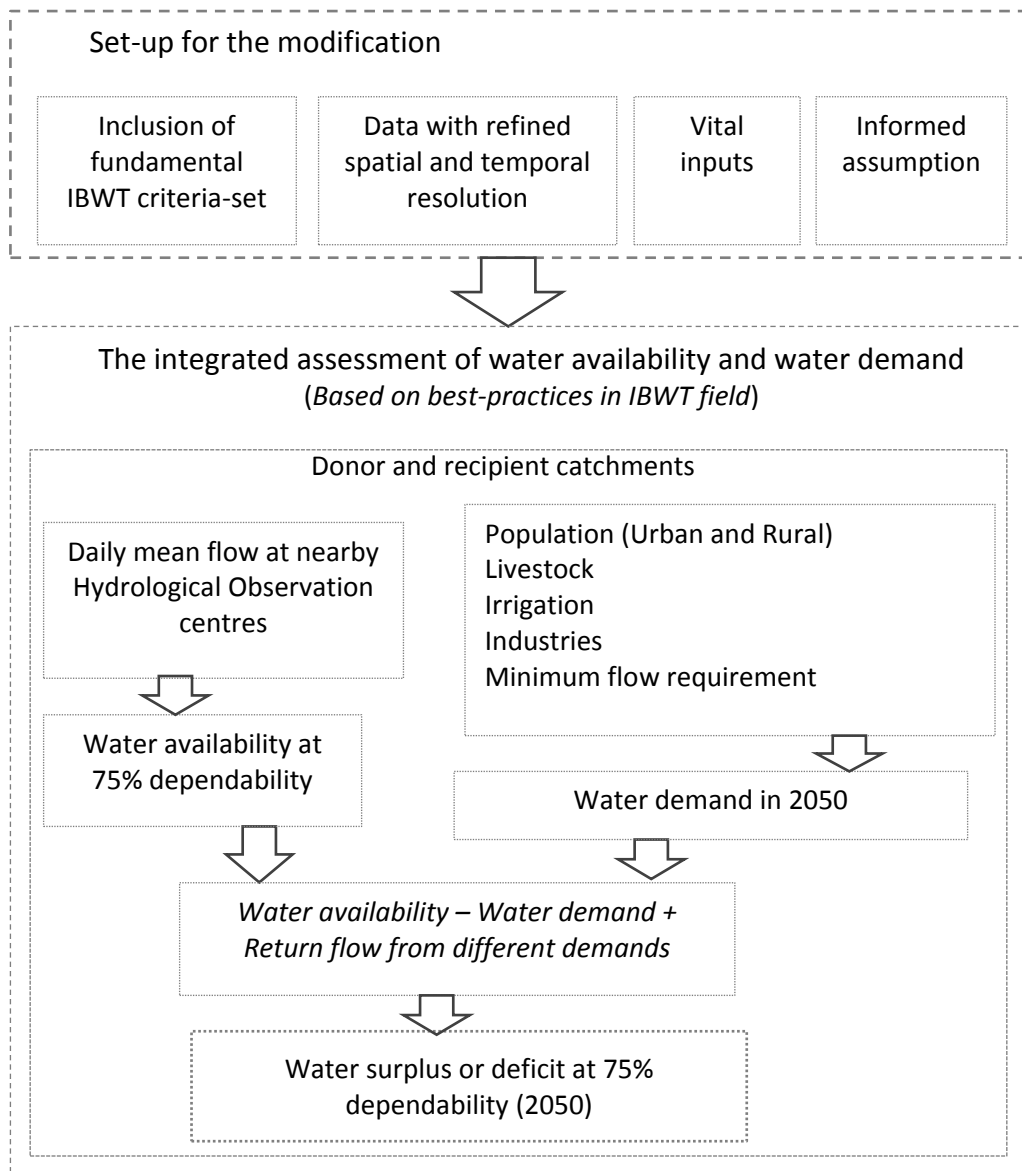 Set-up for the modification
Inclusion of
fundamental
IBWT criteria-set
Data with refined
spatial and temporal
resolution
Vital
inputs
Informed
assumption
The integrated assessment of water availability and water demand
(Based on best-practices in IBWT field)
Donor and recipient catchments
Daily mean flow at nearby
Hydrological Observation
centres
Population (Urban and Rural)
Livestock
Irrigation
Industries
Minimum flow requirement
Water availability at
75% dependability
Water demand in 2050
Water availability – Water demand +
Return flow from different demands
Water surplus or deficit at 75%
dependability (2050)